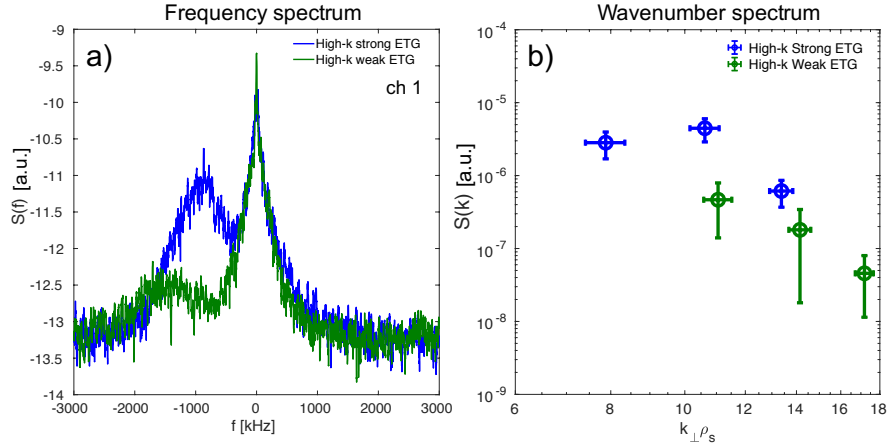 Frequency spectrum
a)
High-k strong ETG
High-k weak ETG
ch 1
S(f) [a.u.]
-9
-9.5
-10
-10.5
-11
-11.5
-12
-12.5
-13
-13.5
-14
-3000 -2000 -1000 0 1000 2000 3000
f [kHz]
Wavenumber spectrum
b)
High-k Strong ETG
High-k Weak ETG
S(k) [a.u.]
10⁻⁴
10⁻⁵
10⁻⁶
10⁻⁷
10⁻⁸
10⁻⁹
6 8 10 12 14 16 18
k⊥ρs